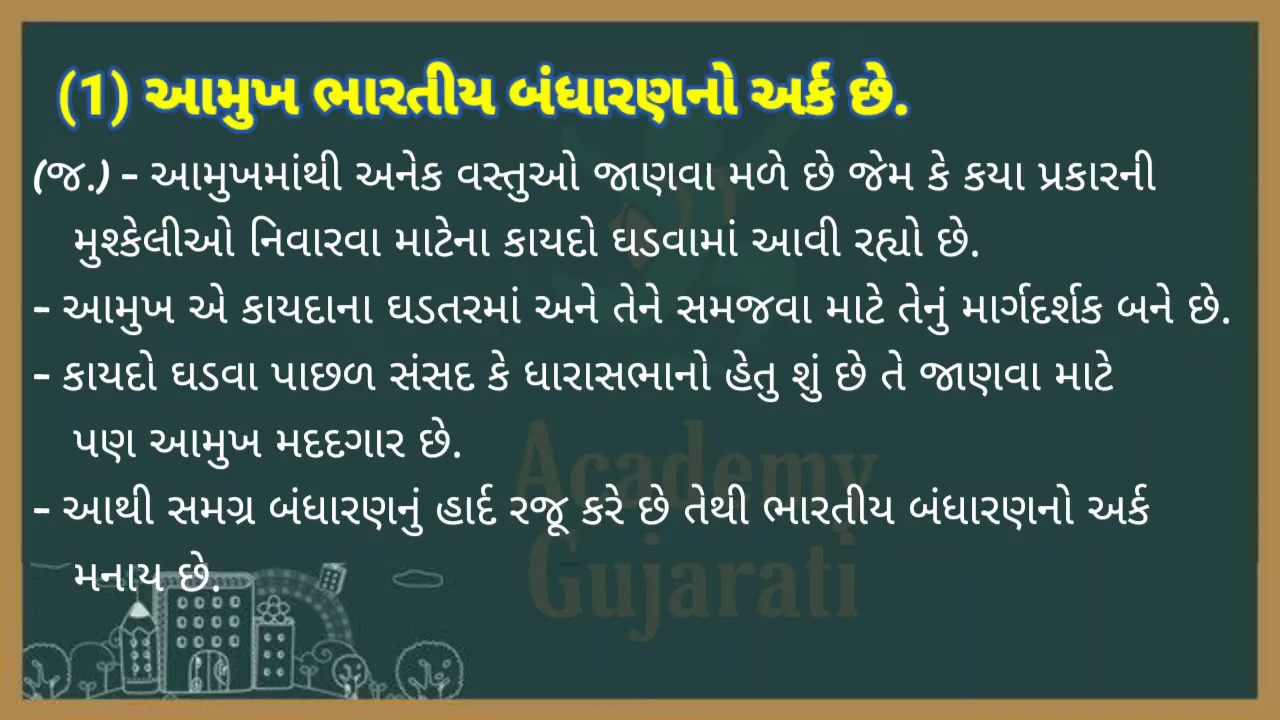 (1) આમુખ ભારતીય બંધારણનો અર્ક છે.
(જ.) – આમુખમાંથી અનેક વસ્તુઓ જાણવા મળે છે જેમ કે કયા પ્રકારની
મુશ્કેલીઓ નિવારવા માટેના કાયદો ઘડવામાં આવી રહ્યો છે.
– આમુખ એ કાયદાના ઘડતરમાં અને તેને સમજવા માટે તેનું માર્ગદર્શક બને છે.
– કાયદો ઘડવા પાછળ સંસદ કે ધારાસભાનો હેતુ શું છે તે જાણવા માટે
પણ આમુખ મદદગાર છે.
– આથી સમગ્ર બંધારણનું હાર્દ રજૂ કરે છે તેથી ભારતીય બંધારણનો અર્ક
મનાય છે.
Academy
Gujarati